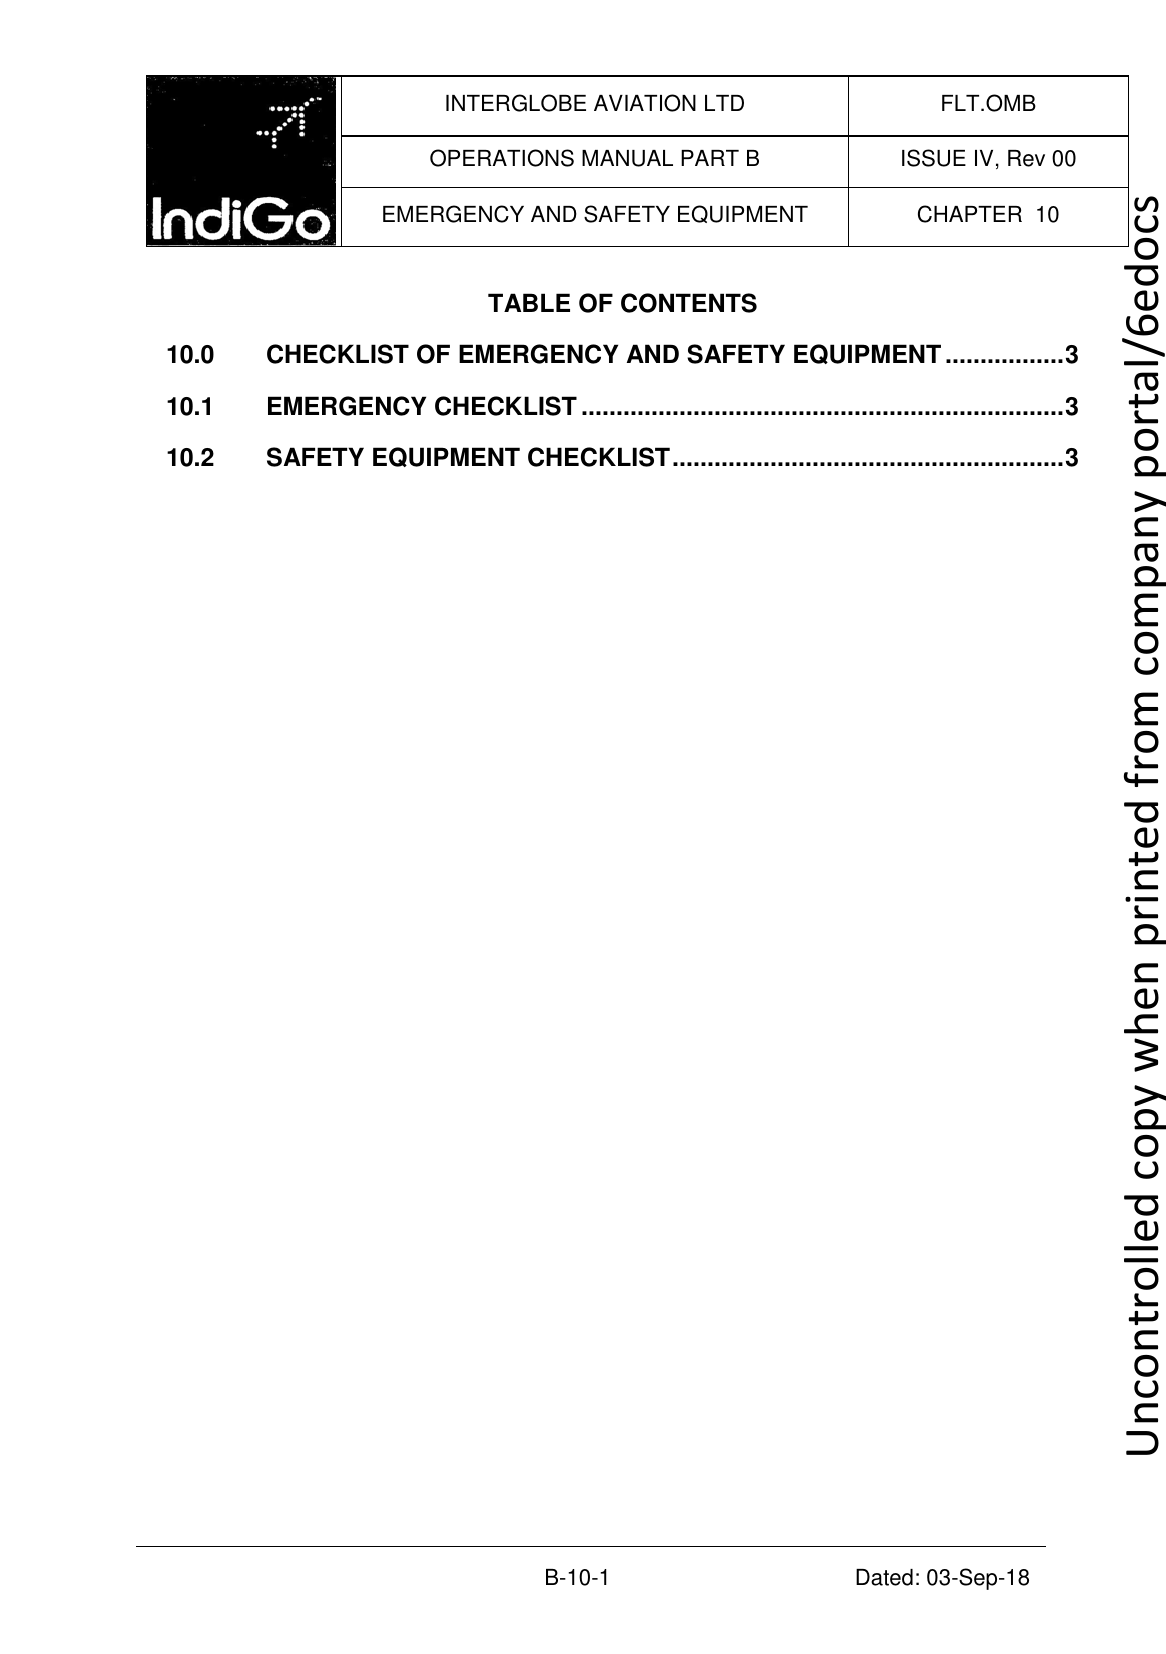 IndiGo
INTERGLOBE AVIATION LTD
FLT.OMB
OPERATIONS MANUAL PART B
ISSUE IV, Rev 00
EMERGENCY AND SAFETY EQUIPMENT
CHAPTER  10
TABLE OF CONTENTS
10.0 CHECKLIST OF EMERGENCY AND SAFETY EQUIPMENT.................3
10.1 EMERGENCY CHECKLIST.....................................................................3
10.2 SAFETY EQUIPMENT CHECKLIST........................................................3
Uncontrolled copy when printed from company portal/6edocs
B-10-1
Dated: 03-Sep-18